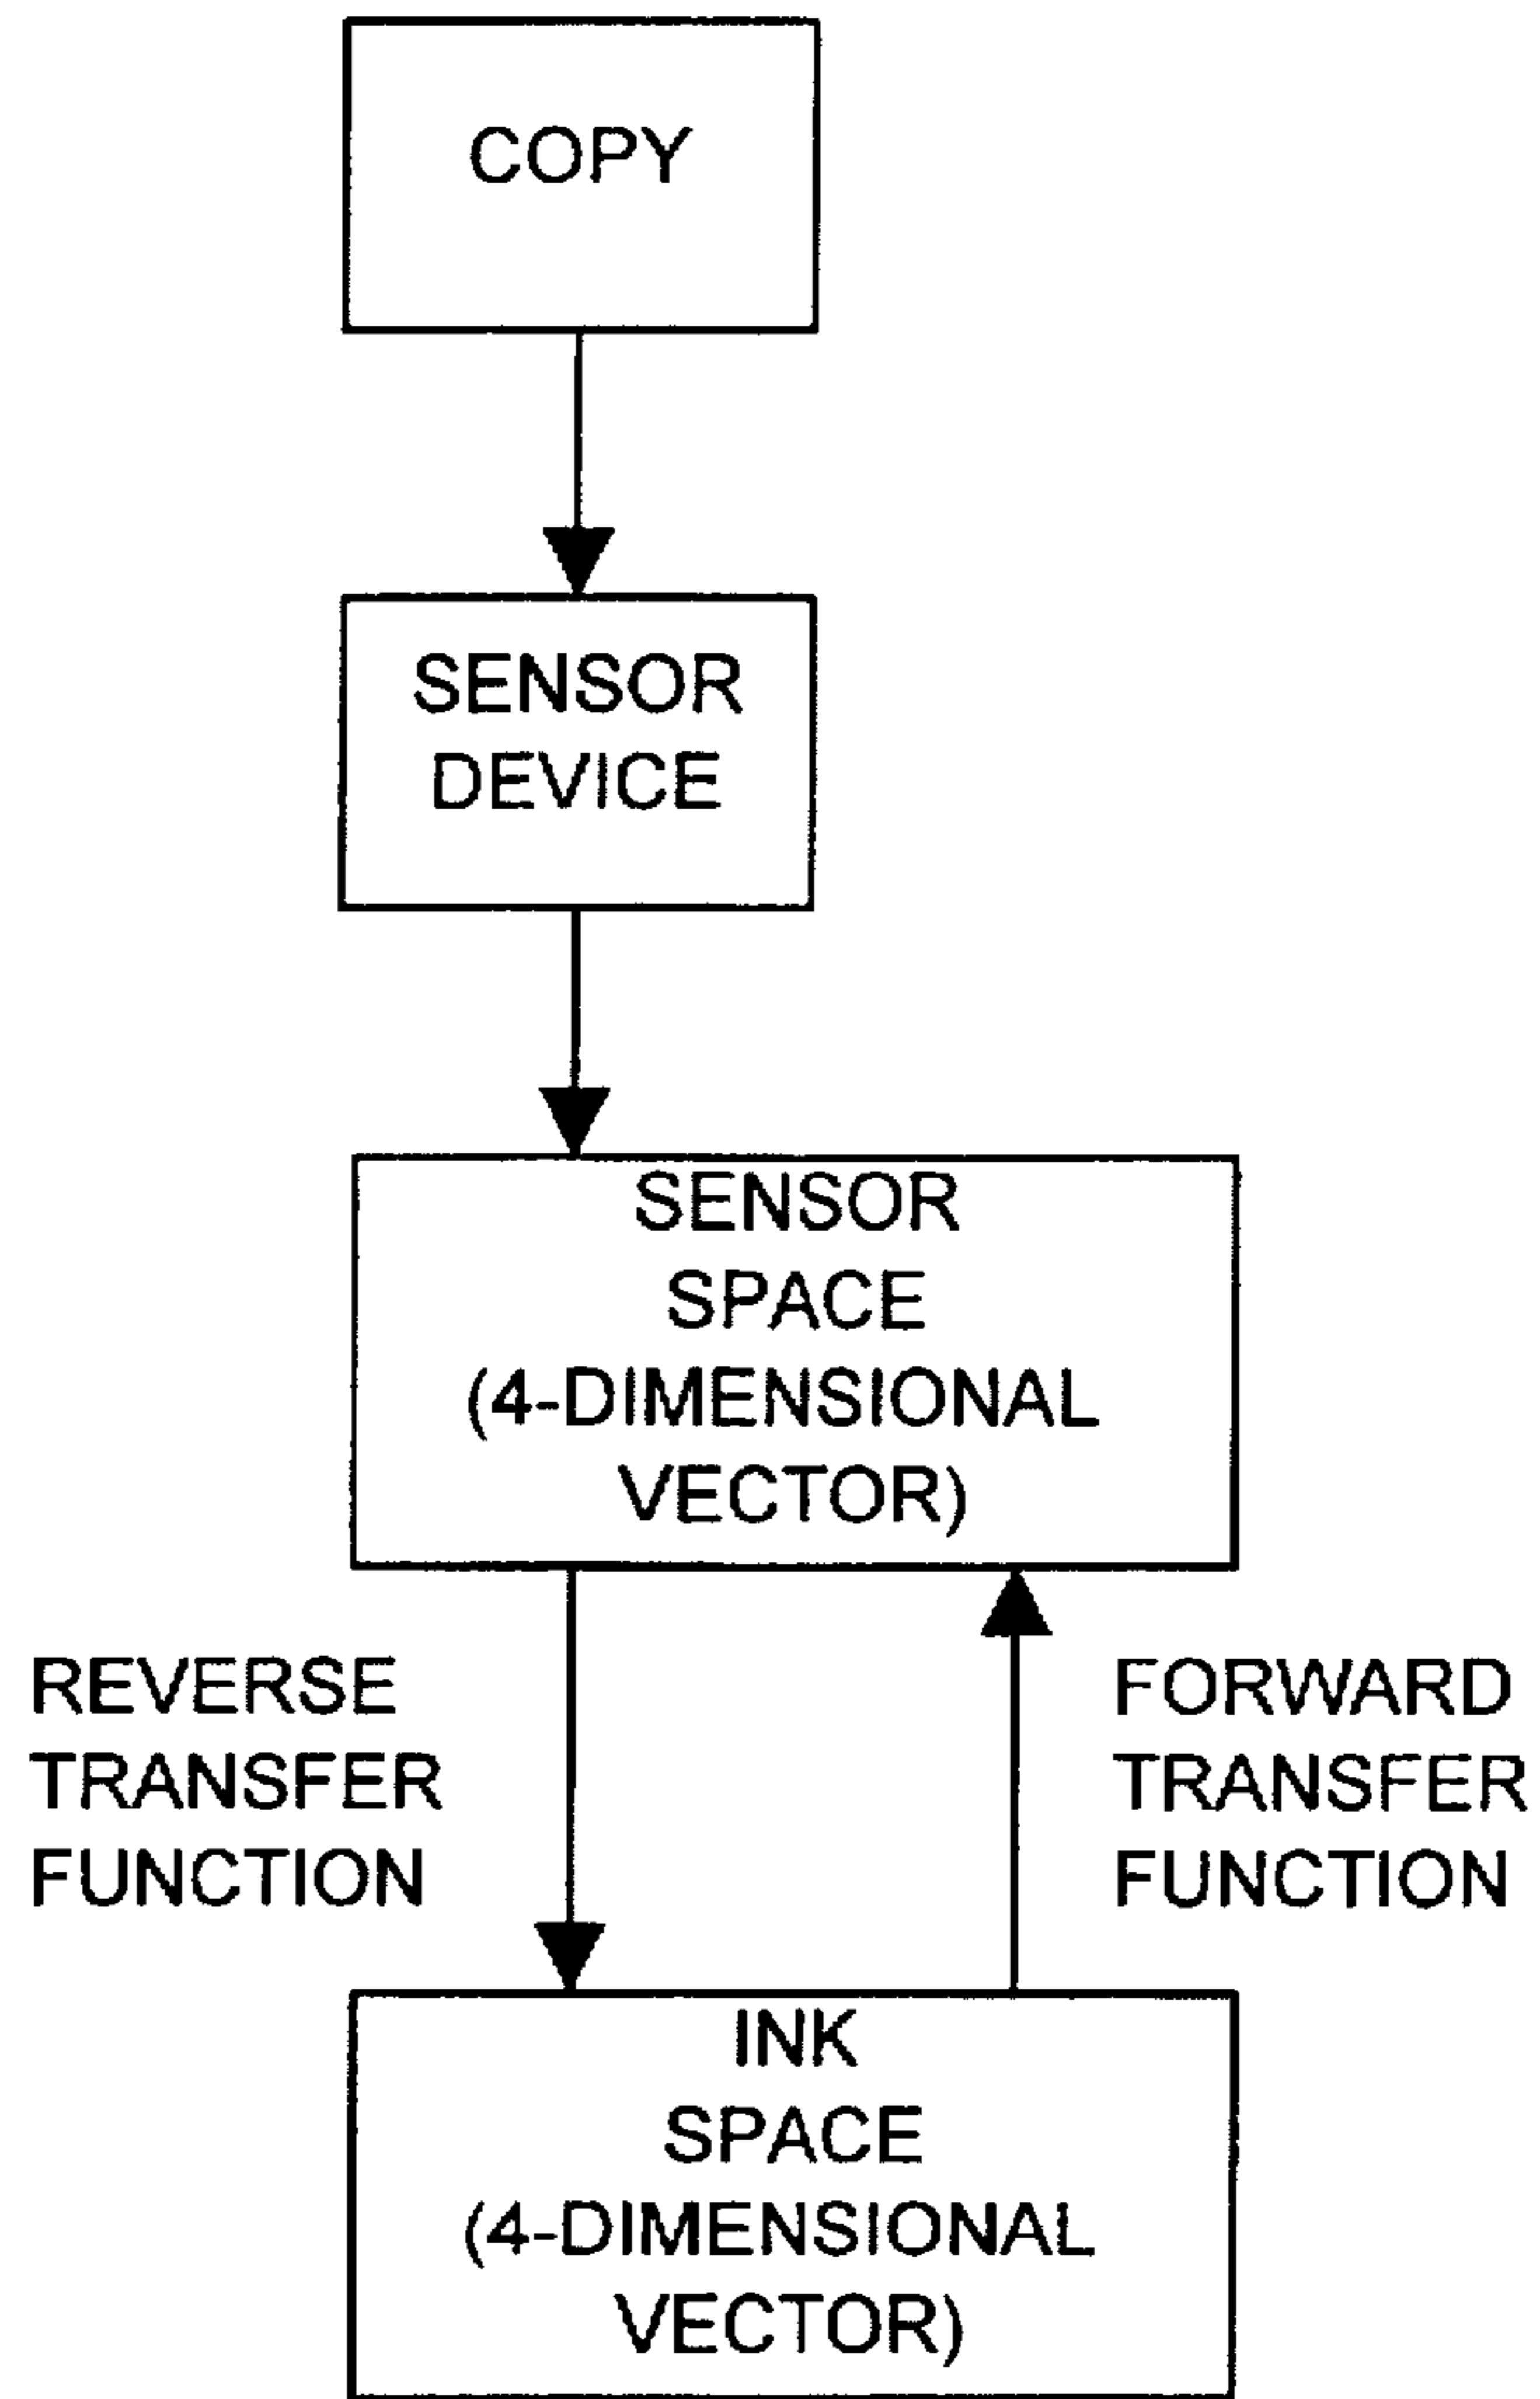 COPY
SENSOR
DEVICE
SENSOR
SPACE
(4-DIMENSIONAL
VECTOR)
REVERSE
TRANSFER
FUNCTION
FORWARD
TRANSFER
FUNCTION
INK
SPACE
(4-DIMENSIONAL
VECTOR)